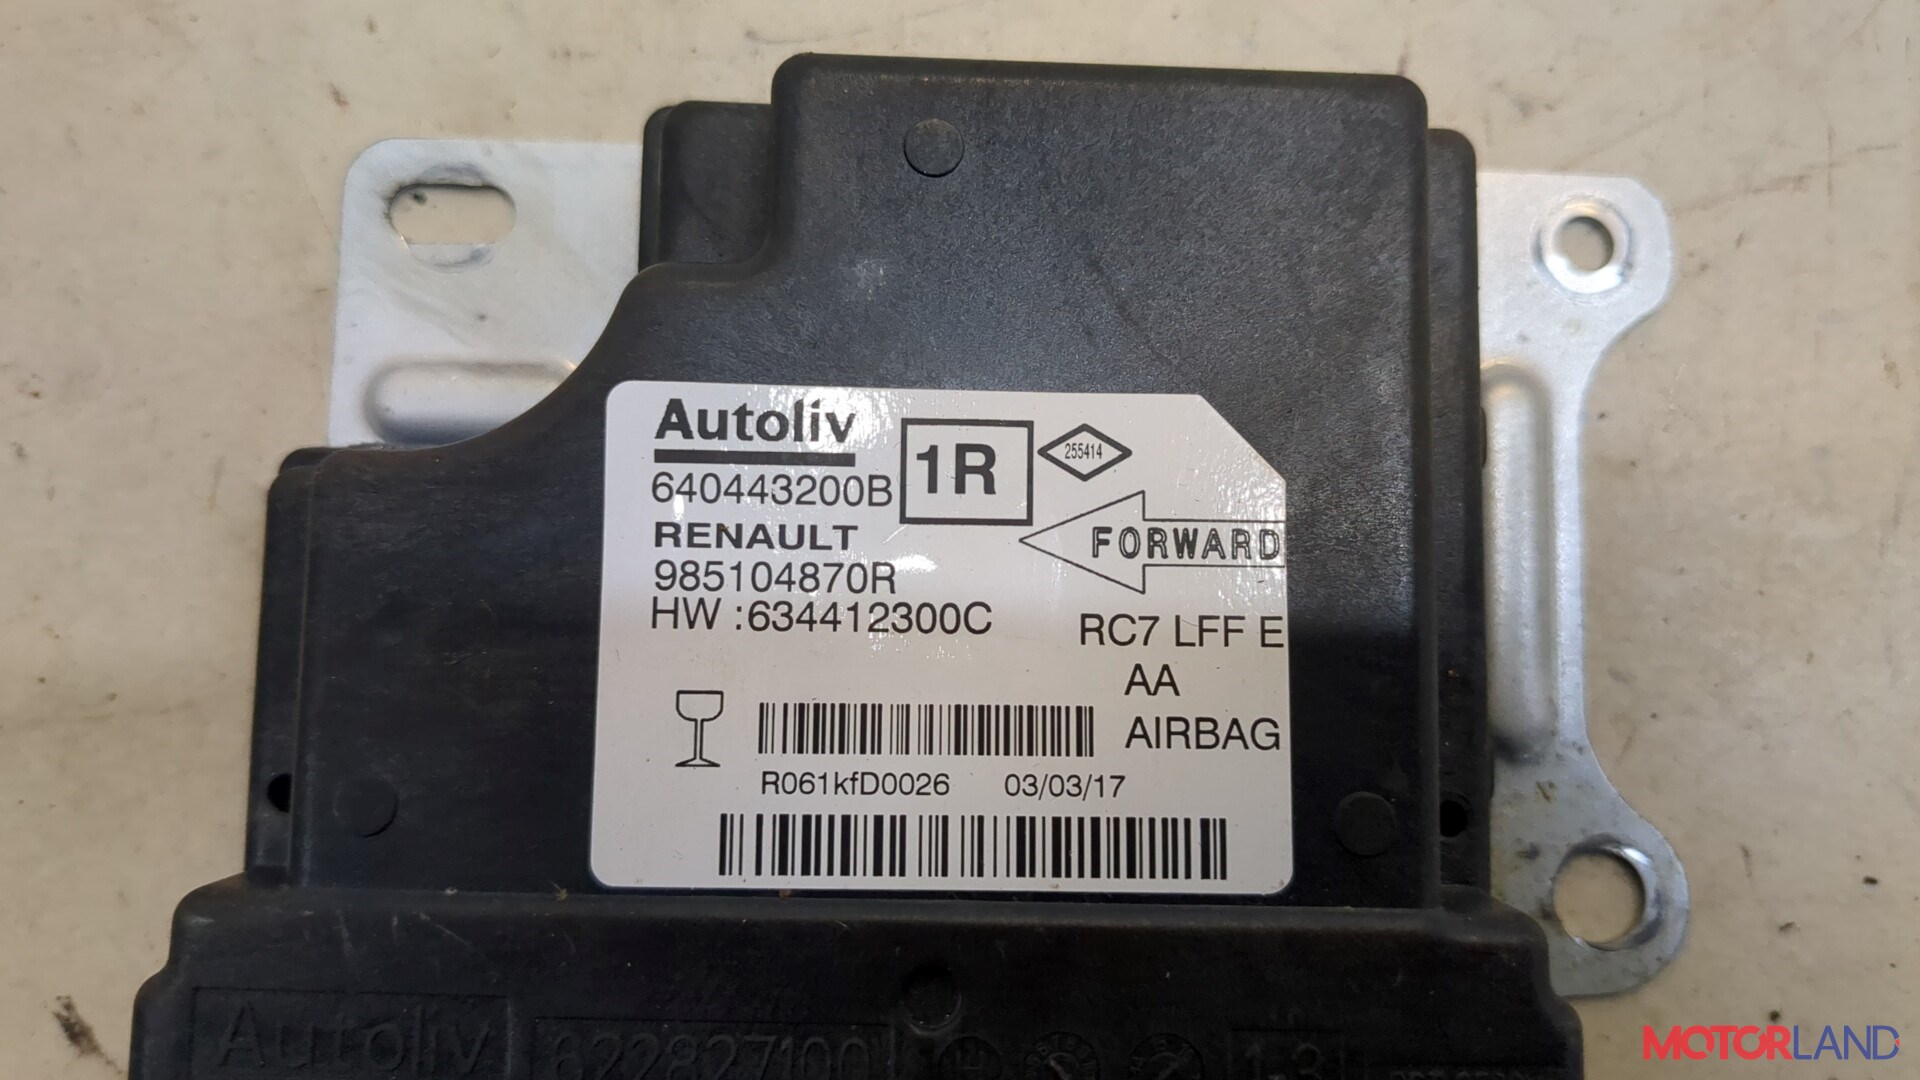 Autoliv
640443200B
1R
255414
RENAULT
985104870R
FORWARD
HW :634412300C
RC7 LFF E
AA
AIRBAG
R061kfD0026 03/03/17
Autoliv
622827100
MOTORLAND